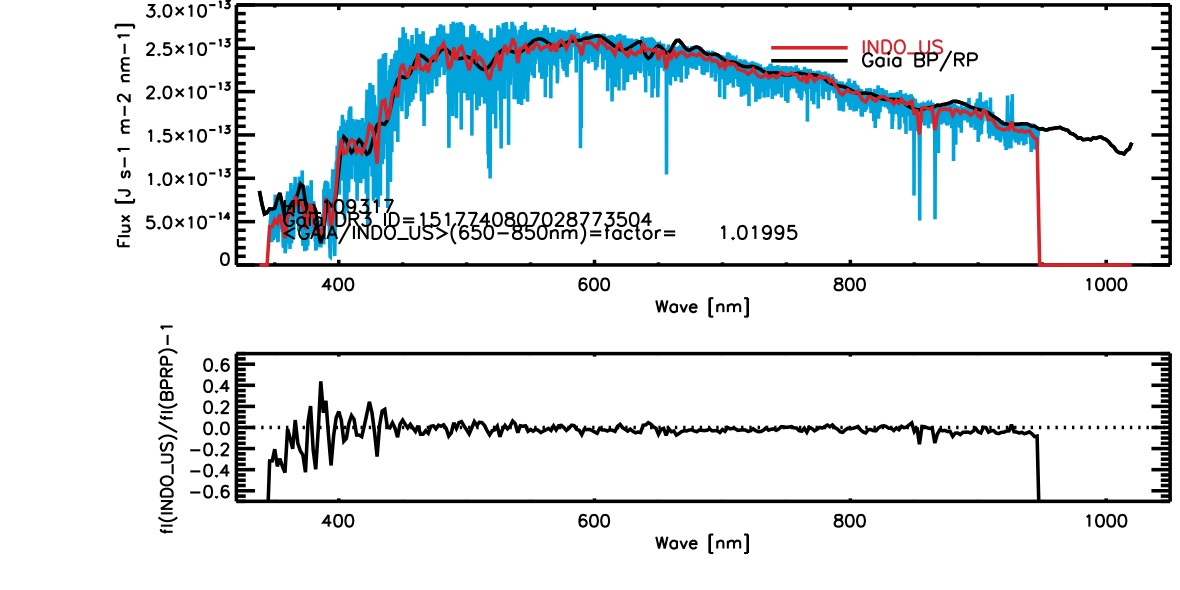 3.0×10−13
2.5×10−13
2.0×10−13
1.5×10−13
1.0×10−13
5.0×10−14
0
Flux [J s−1 m−2 nm−1]
INDO_US
Gaia BP/RP
HD_109317
Gaia DR3 ID=1517740807028773504
<GAIA/INDO_US>(650−850nm)=factor= 1.01995
400 600 800 1000
Wave [nm]
0.6
0.4
0.2
0.0
−0.2
−0.4
−0.6
fl(INDO_US)/fl(BPRP)−1
400 600 800 1000
Wave [nm]